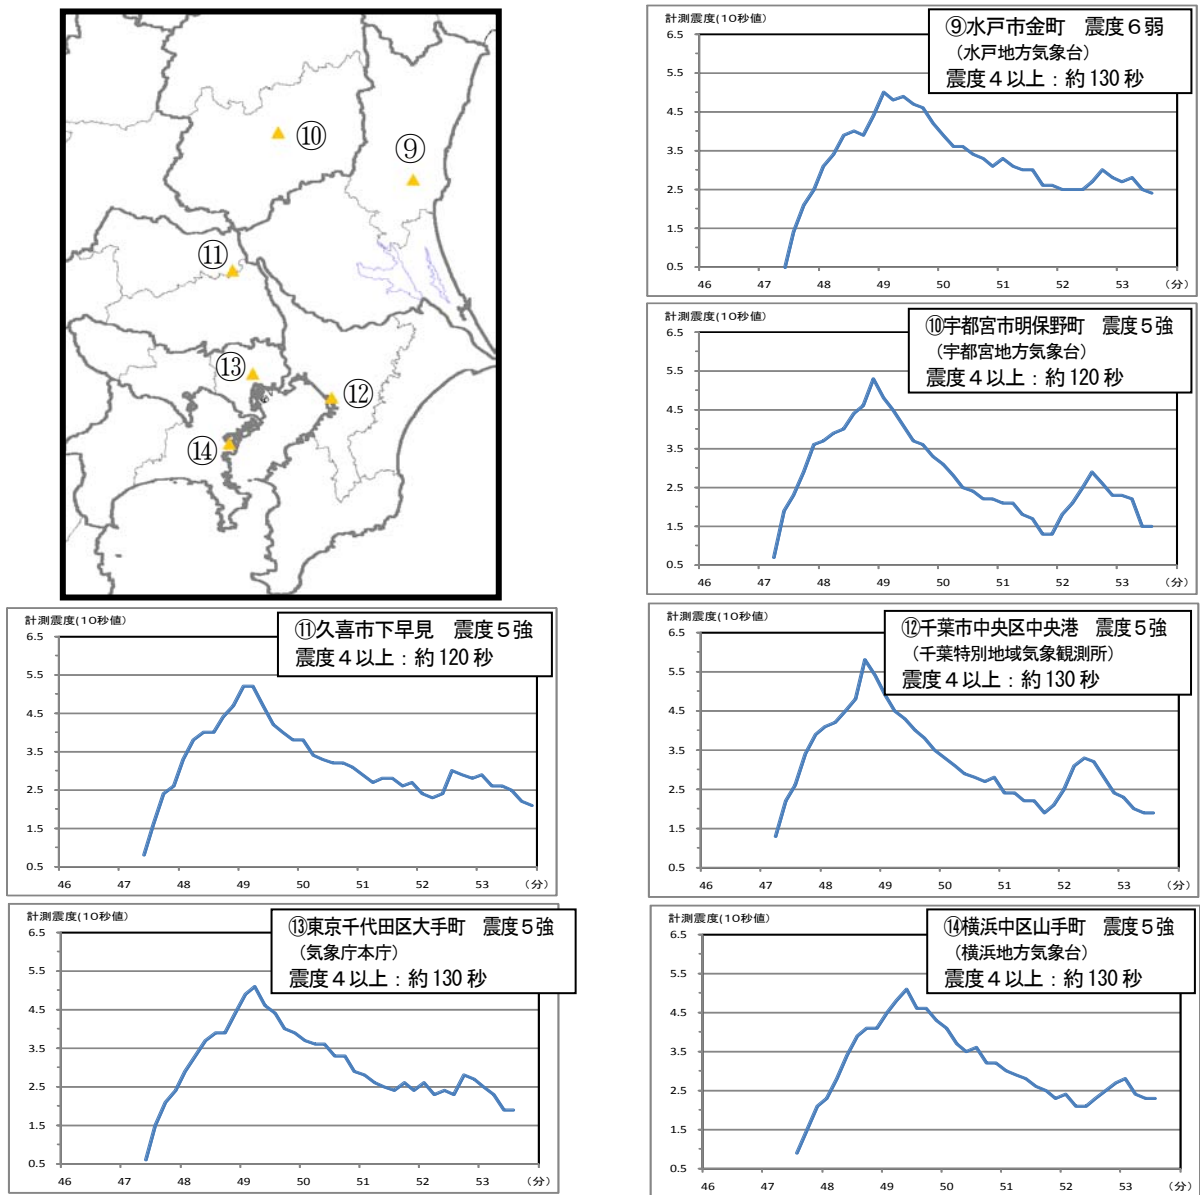 ⑩
⑨
⑪
⑬
⑫
⑭
計測震度(10秒値)
⑨水戸市金町 震度6弱
(水戸地方気象台)
震度4以上:約130秒
6.5
5.5
4.5
3.5
2.5
1.5
0.5
46 47 48 49 50 51 52 53 (分)
計測震度(10秒値)
⑩宇都宮市明保野町 震度5強
(宇都宮地方気象台)
震度4以上:約120秒
6.5
5.5
4.5
3.5
2.5
1.5
0.5
46 47 48 49 50 51 52 53 (分)
計測震度(10秒値)
⑪久喜市下早見 震度5強
震度4以上:約120秒
6.5
5.5
4.5
3.5
2.5
1.5
0.5
46 47 48 49 50 51 52 53 (分)
計測震度(10秒値)
⑫千葉市中央区中央港 震度5強
(千葉特別地域気象観測所)
震度4以上:約130秒
6.5
5.5
4.5
3.5
2.5
1.5
0.5
46 47 48 49 50 51 52 53 (分)
計測震度(10秒値)
⑬東京千代田区大手町 震度5強
(気象庁本庁)
震度4以上:約130秒
6.5
5.5
4.5
3.5
2.5
1.5
0.5
46 47 48 49 50 51 52 53 (分)
計測震度(10秒値)
⑭横浜中区山手町 震度5強
(横浜地方気象台)
震度4以上:約130秒
6.5
5.5
4.5
3.5
2.5
1.5
0.5
46 47 48 49 50 51 52 53 (分)